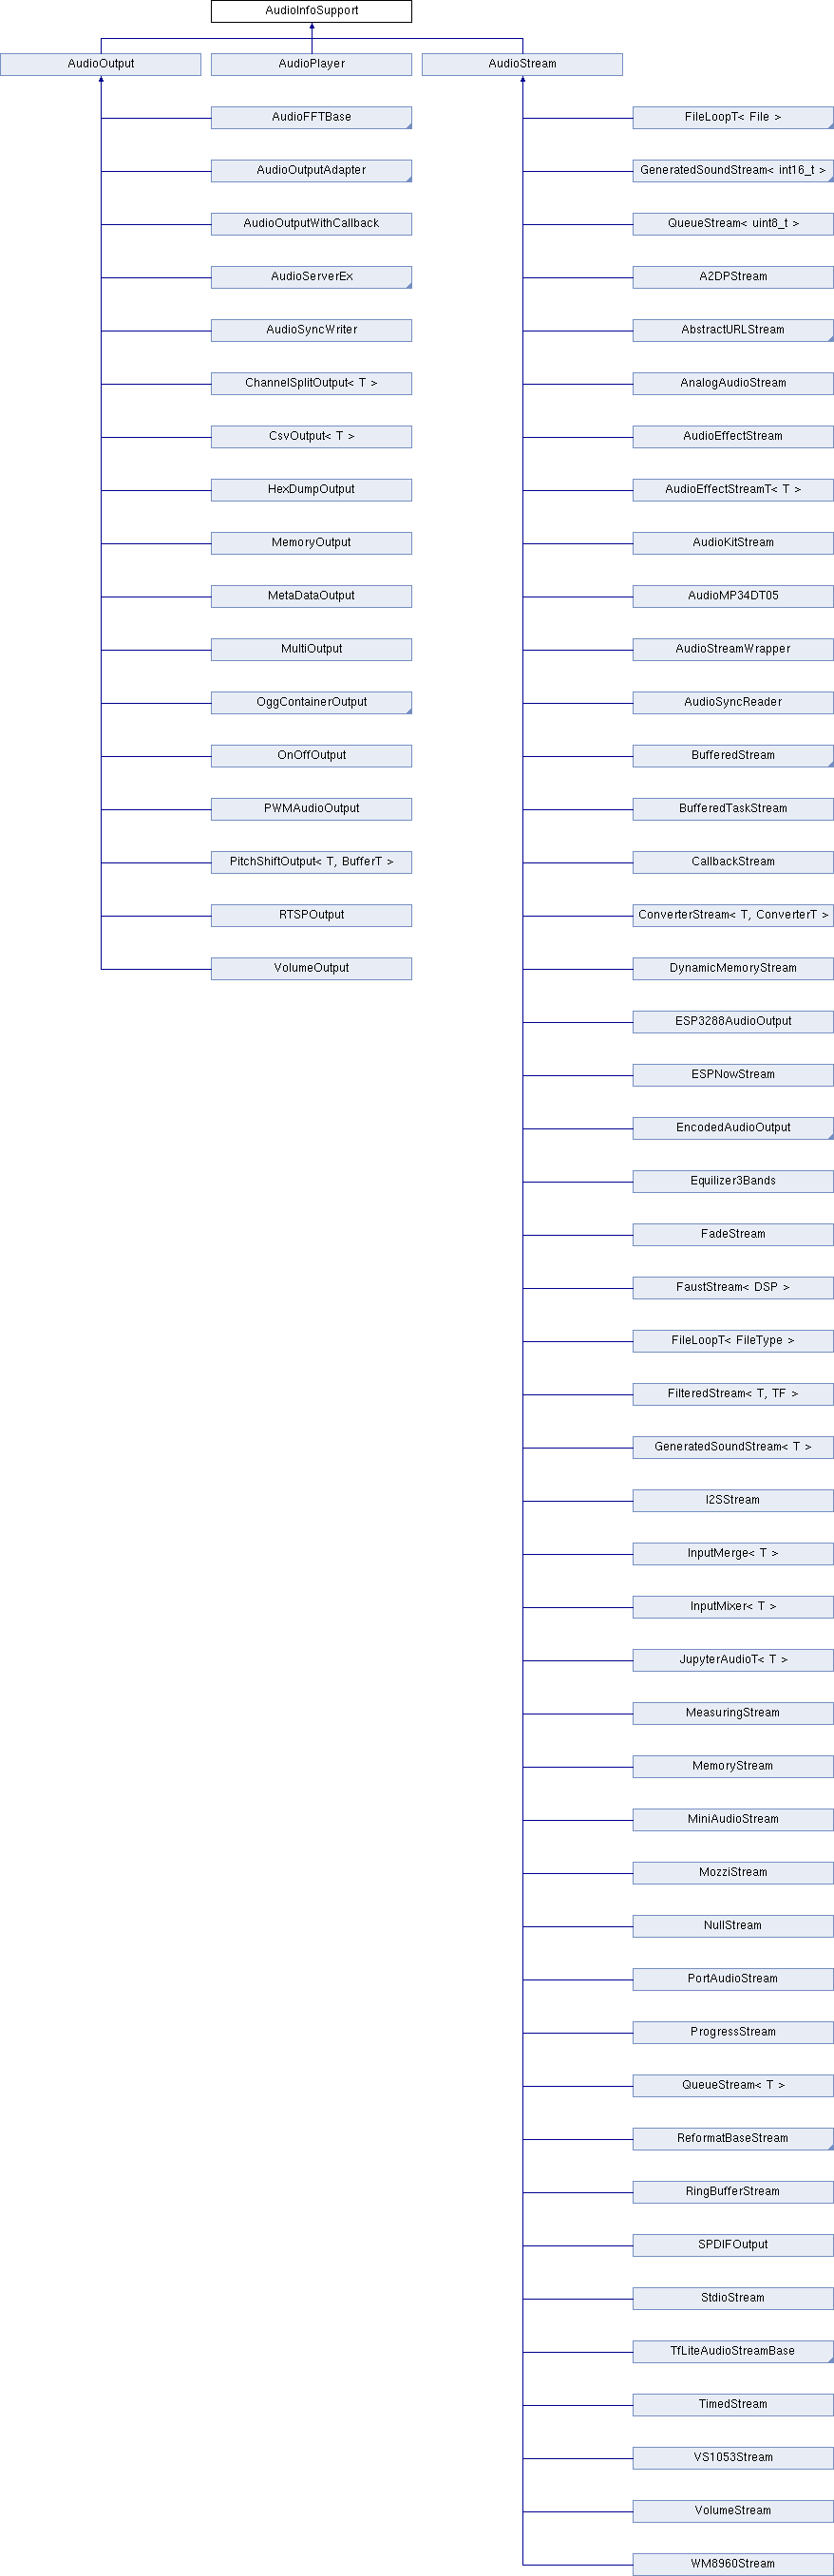 AudioInfoSupport
AudioOutput
AudioPlayer
AudioStream
AudioFFTBase
FileLoopT< File >
AudioOutputAdapter
GeneratedSoundStream< int16_t >
AudioOutputWithCallback
QueueStream< uint8_t >
AudioServerEx
A2DPStream
AudioSyncWriter
AbstractURLStream
ChannelSplitOutput< T >
AnalogAudioStream
CsvOutput< T >
AudioEffectStream
HexDumpOutput
AudioEffectStreamT< T >
MemoryOutput
AudioKitStream
MetaDataOutput
AudioMP34DT05
MultiOutput
AudioStreamWrapper
OggContainerOutput
AudioSyncReader
OnOffOutput
BufferedStream
PWMAudioOutput
BufferedTaskStream
PitchShiftOutput< T, BufferT >
CallbackStream
RTSPOutput
ConverterStream< T, ConverterT >
VolumeOutput
DynamicMemoryStream
ESP3288AudioOutput
ESPNowStream
EncodedAudioOutput
Equilizer3Bands
FadeStream
FaustStream< DSP >
FileLoopT< FileType >
FilteredStream< T, TF >
GeneratedSoundStream< T >
I2SStream
InputMerge< T >
InputMixer< T >
JupyterAudioT< T >
MeasuringStream
MemoryStream
MiniAudioStream
MozziStream
NullStream
PortAudioStream
ProgressStream
QueueStream< T >
ReformatBaseStream
RingBufferStream
SPDIFOutput
StdioStream
TfLiteAudioStreamBase
TimedStream
VS1053Stream
VolumeStream
WM8960Stream